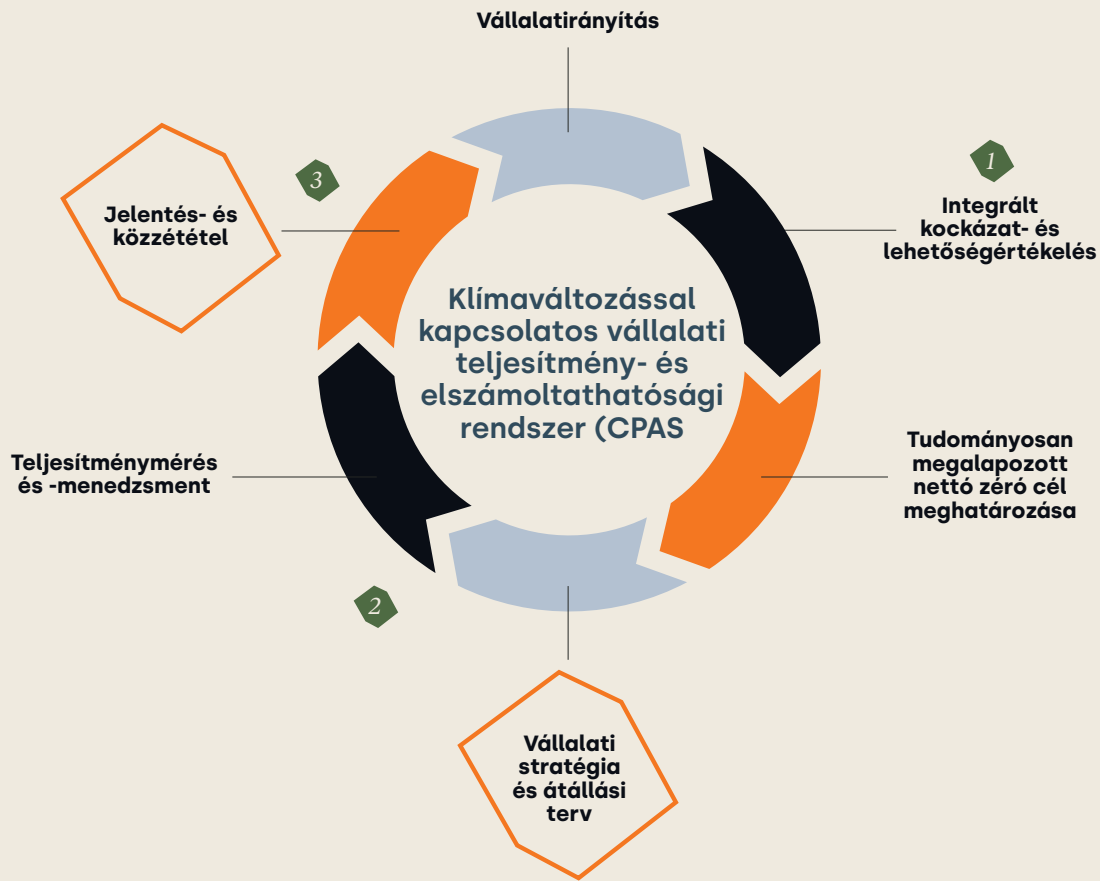 Vállalatirányítás
1
Integrált
kockázat- és
lehetőségértékelés
3
Jelentés- és
közzététel
Klímaváltozással
kapcsolatos vállalati
teljesítmény- és
elszámoltathatósági
rendszer (CPAS
Tudományosan
megalapozott
nettó zéró cél
meghatározása
Teljesítménymérés
és -menedzsment
2
Vállalati
stratégia
és átállási
terv